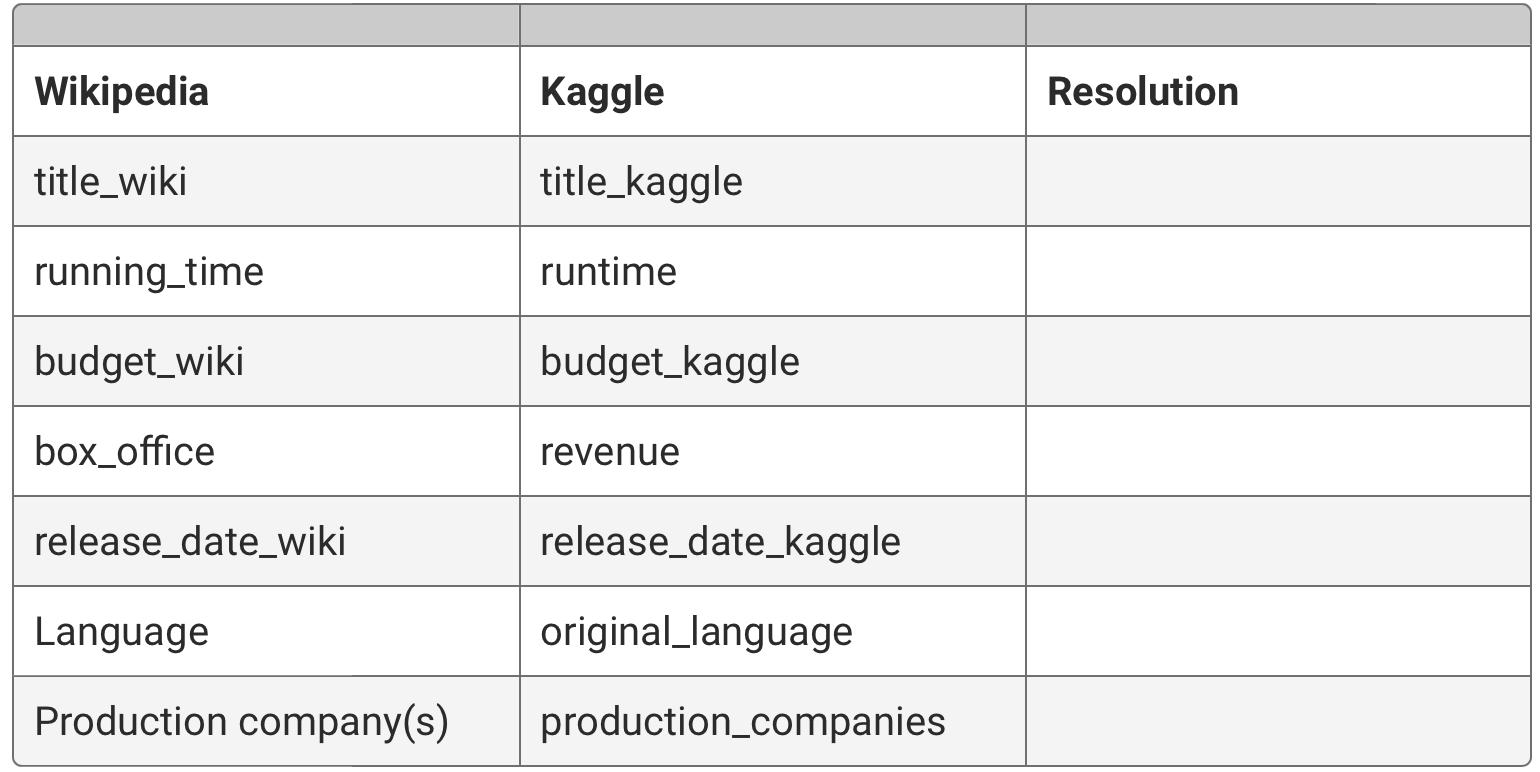 Wikipedia Kaggle Resolution
title_wiki title_kaggle
running_time runtime
budget_wiki budget_kaggle
box_office revenue
release_date_wiki release_date_kaggle
Language original_language
Production company(s) production_companies